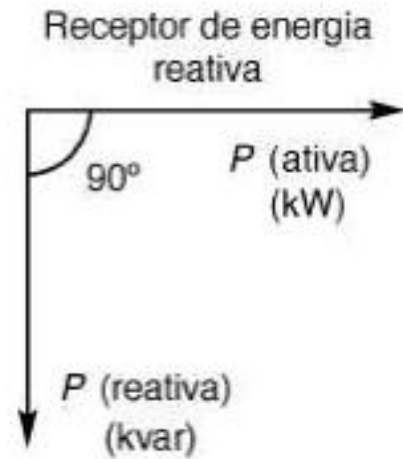 Receptor de energia
reativa
90º
P (ativa)
(kW)
P (reativa)
(kvar)